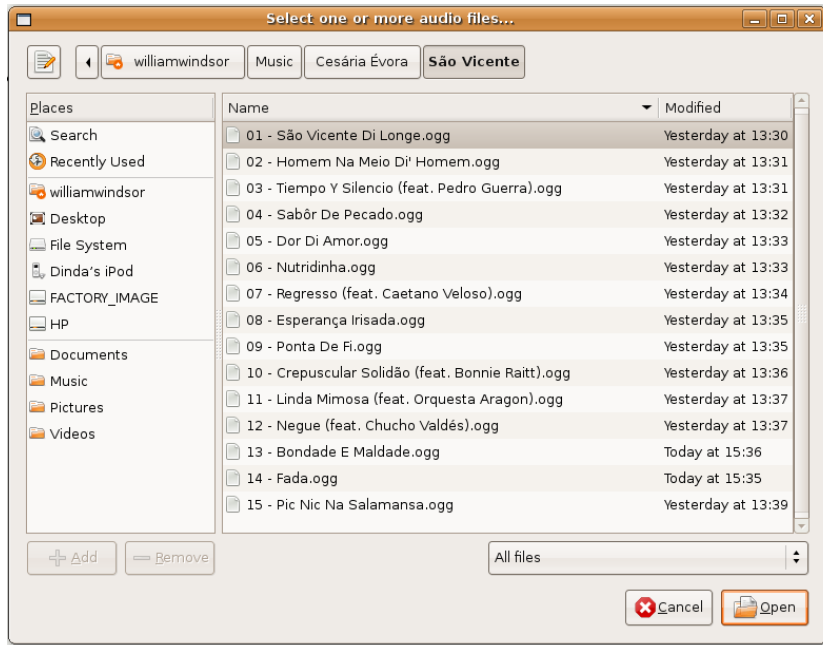 Select one or more audio files...
williamwindsor Music Cesária Évora São Vicente
Places
Search
Recently Used
williamwindsor
Desktop
File System
Dinda's iPod
FACTORY_IMAGE
HP
Documents
Music
Pictures
Videos
Name Modified
01 - São Vicente Di Longe.ogg Yesterday at 13:30
02 - Homem Na Meio Di' Homem.ogg Yesterday at 13:31
03 - Tiempo Y Silencio (feat. Pedro Guerra).ogg Yesterday at 13:31
04 - Sabôr De Pecado.ogg Yesterday at 13:32
05 - Dor Di Amor.ogg Yesterday at 13:33
06 - Nutridinha.ogg Yesterday at 13:33
07 - Regresso (feat. Caetano Veloso).ogg Yesterday at 13:34
08 - Esperança Irisada.ogg Yesterday at 13:35
09 - Ponta De Fi.ogg Yesterday at 13:35
10 - Crepuscular Solidão (feat. Bonnie Raitt).ogg Yesterday at 13:36
11 - Linda Mimosa (feat. Orquesta Aragon).ogg Yesterday at 13:37
12 - Negue (feat. Chucho Valdés).ogg Yesterday at 13:37
13 - Bondade E Maldade.ogg Today at 15:36
14 - Fada.ogg Today at 15:35
15 - Pic Nic Na Salamansa.ogg Yesterday at 13:39
Add Remove All files
Cancel Open